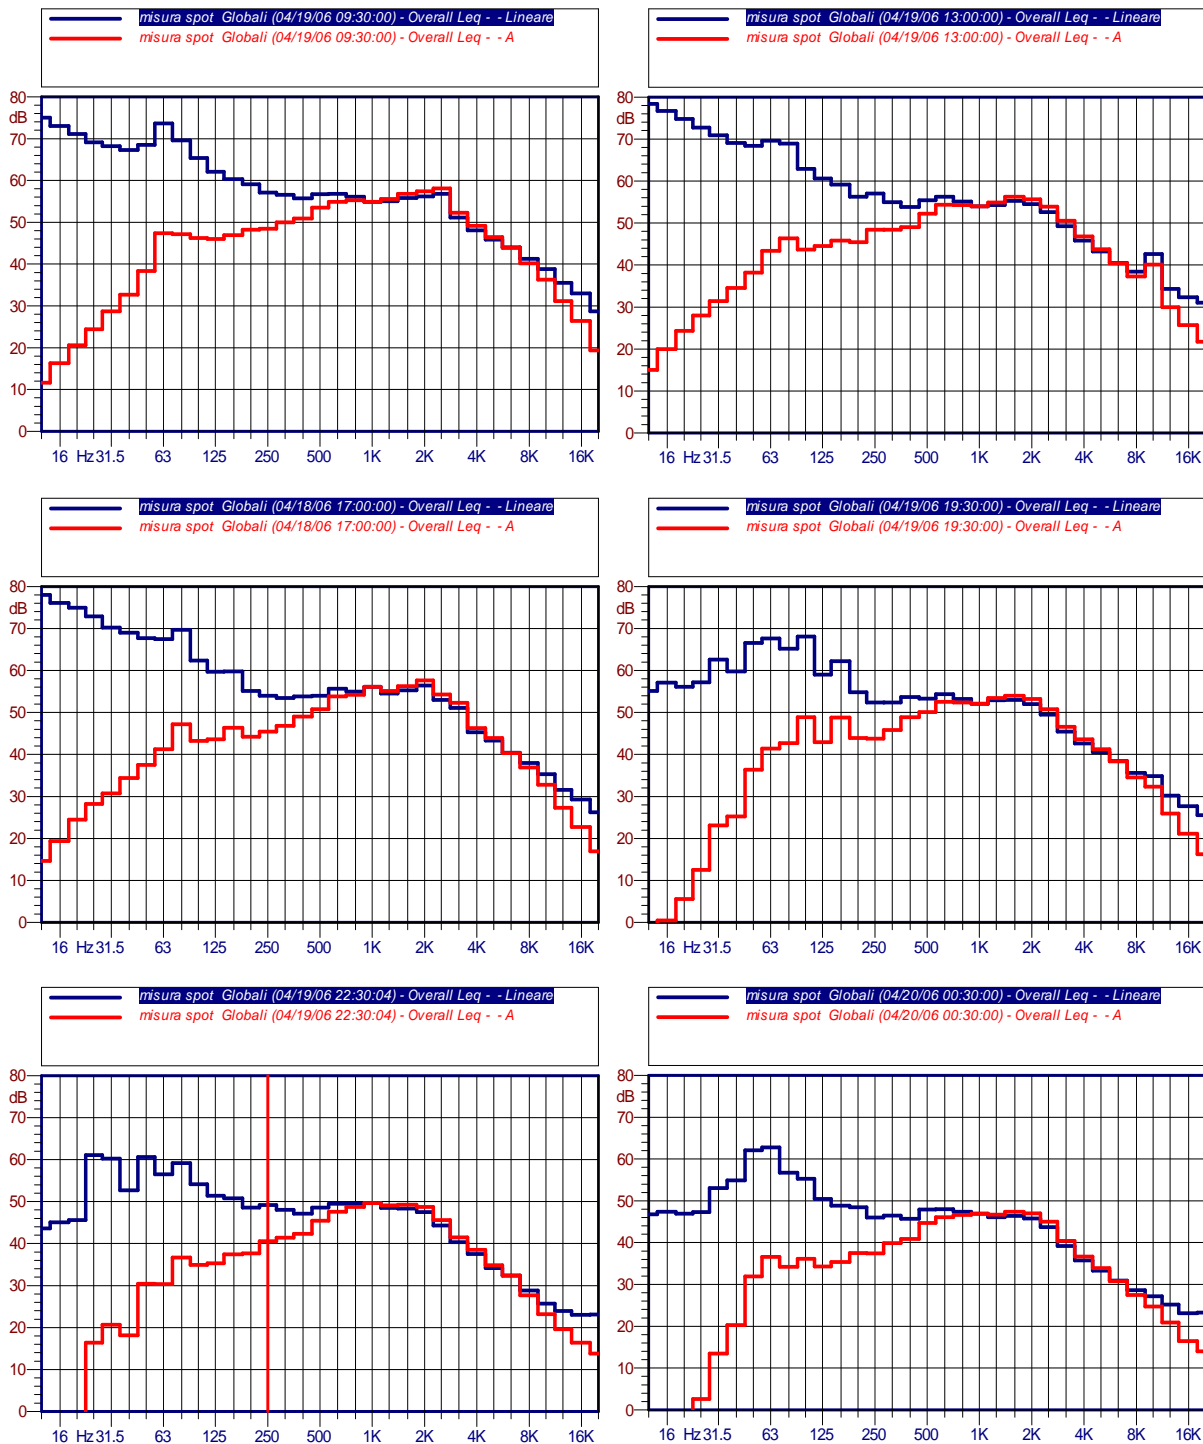 misura spot Globali (04/19/06 09:30:00) - Overall Leq - - Lineare
misura spot Globali (04/19/06 09:30:00) - Overall Leq - - A
80
dB
70
60
50
40
30
20
10
0
16 Hz 31.5 63 125 250 500 1K 2K 4K 8K 16K
misura spot Globali (04/19/06 13:00:00) - Overall Leq - - Lineare
misura spot Globali (04/19/06 13:00:00) - Overall Leq - - A
80
dB
70
60
50
40
30
20
10
0
16 Hz 31.5 63 125 250 500 1K 2K 4K 8K 16K
misura spot Globali (04/18/06 17:00:00) - Overall Leq - - Lineare
misura spot Globali (04/18/06 17:00:00) - Overall Leq - - A
80
dB
70
60
50
40
30
20
10
0
16 Hz 31.5 63 125 250 500 1K 2K 4K 8K 16K
misura spot Globali (04/19/06 19:30:00) - Overall Leq - - Lineare
misura spot Globali (04/19/06 19:30:00) - Overall Leq - - A
80
dB
70
60
50
40
30
20
10
0
16 Hz 31.5 63 125 250 500 1K 2K 4K 8K 16K
misura spot Globali (04/19/06 22:30:04) - Overall Leq - - Lineare
misura spot Globali (04/19/06 22:30:04) - Overall Leq - - A
80
dB
70
60
50
40
30
20
10
0
16 Hz 31.5 63 125 250 500 1K 2K 4K 8K 16K
misura spot Globali (04/20/06 00:30:00) - Overall Leq - - Lineare
misura spot Globali (04/20/06 00:30:00) - Overall Leq - - A
80
dB
70
60
50
40
30
20
10
0
16 Hz 31.5 63 125 250 500 1K 2K 4K 8K 16K